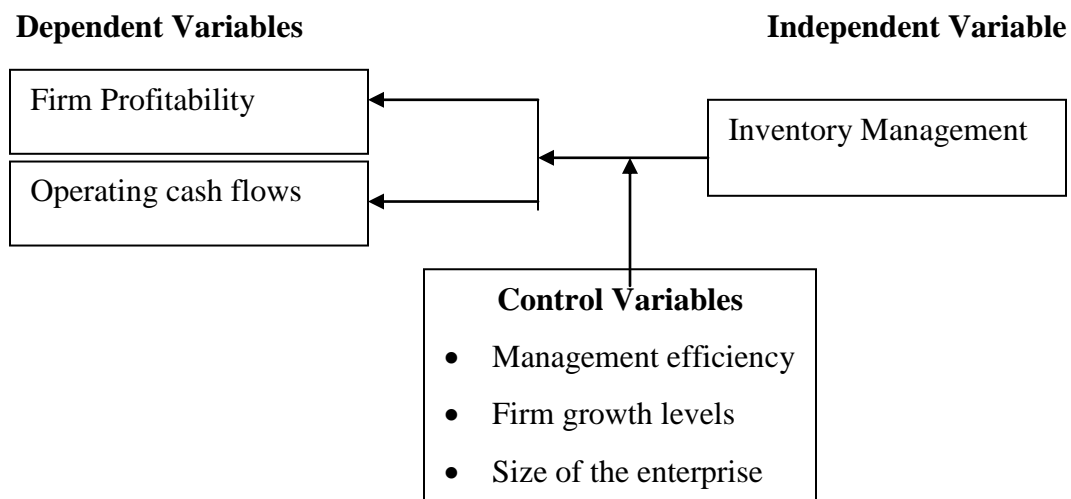 Dependent Variables
Independent Variable
Firm Profitability
Inventory Management
Operating cash flows
Control Variables
• Management efficiency
• Firm growth levels
• Size of the enterprise